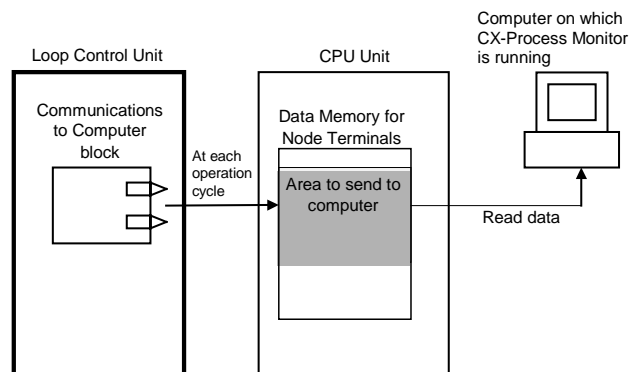 Computer on which
CX-Process Monitor
is running
Loop Control Unit
CPU Unit
Communications
to Computer
block
At each
operation
cycle
Data Memory for
Node Terminals
Area to send to
computer
Read data